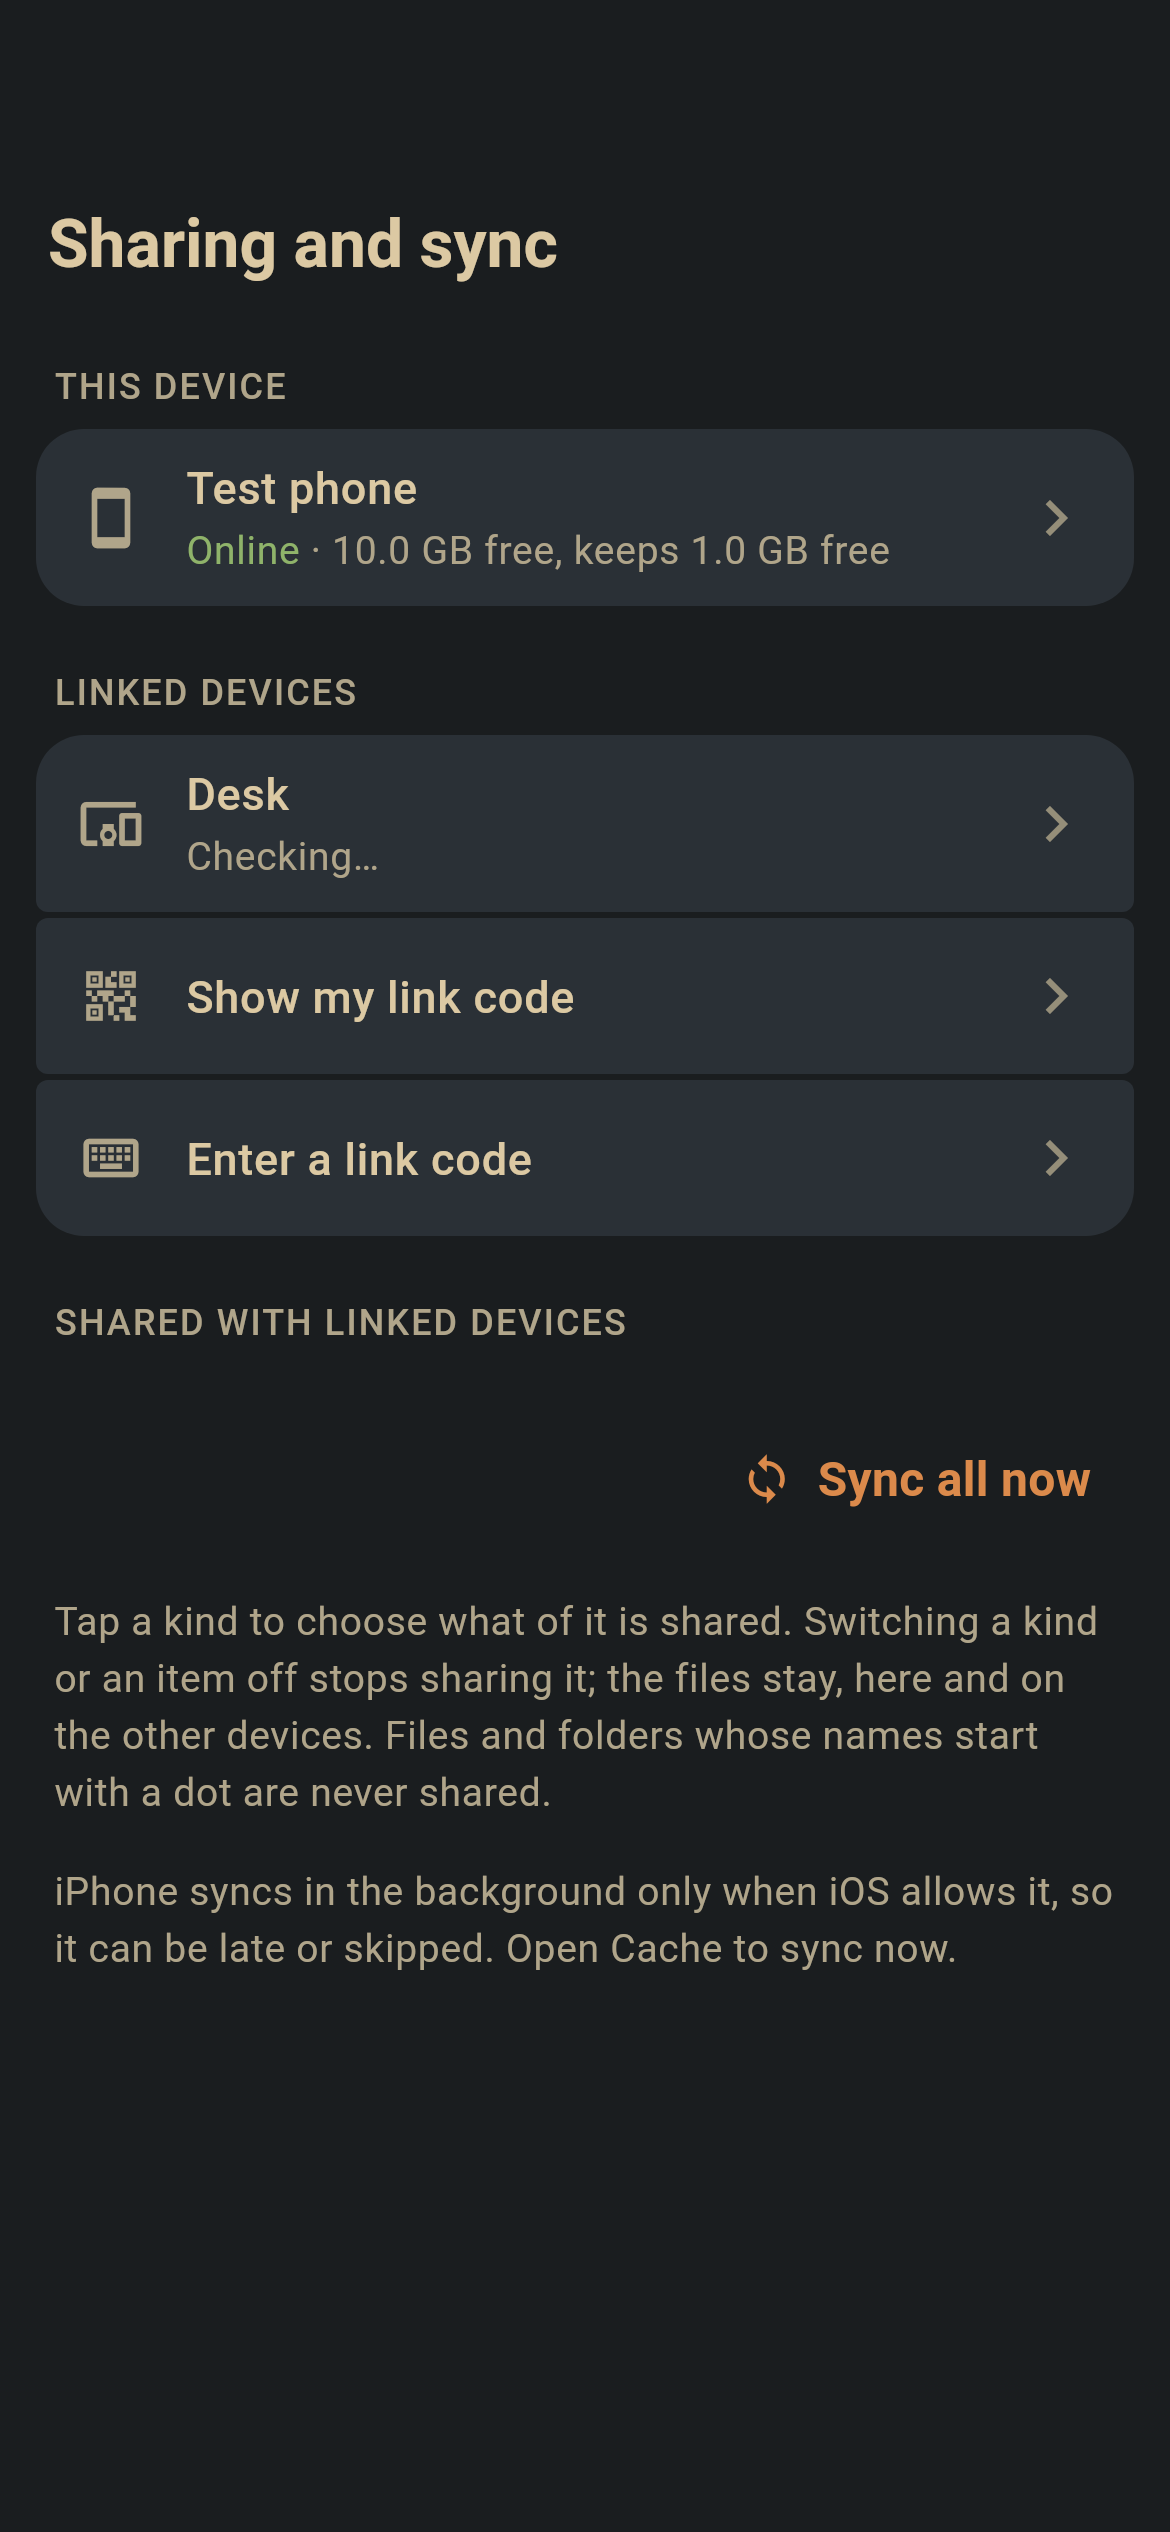 Sharing and sync
THIS DEVICE
Test phone
Online · 10.0 GB free, keeps 1.0 GB free
LINKED DEVICES
Desk
Checking…
Show my link code
Enter a link code
SHARED WITH LINKED DEVICES
Sync all now
Tap a kind to choose what of it is shared. Switching a kind
or an item off stops sharing it; the files stay, here and on
the other devices. Files and folders whose names start
with a dot are never shared.
iPhone syncs in the background only when iOS allows it, so
it can be late or skipped. Open Cache to sync now.